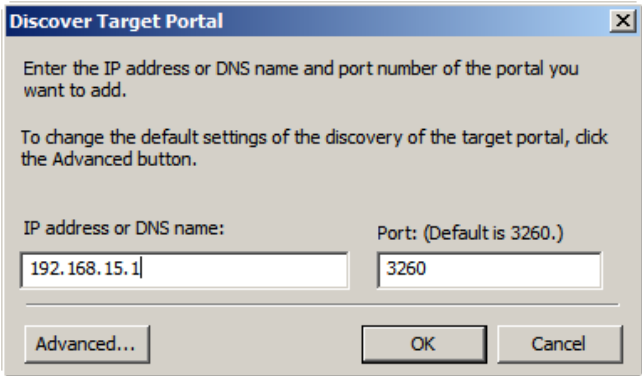 Discover Target Portal
Enter the IP address or DNS name and port number of the portal you
want to add.
To change the default settings of the discovery of the target portal, click
the Advanced button.
IP address or DNS name:
Port: (Default is 3260.)
192.168.15.1
3260
Advanced...
OK
Cancel